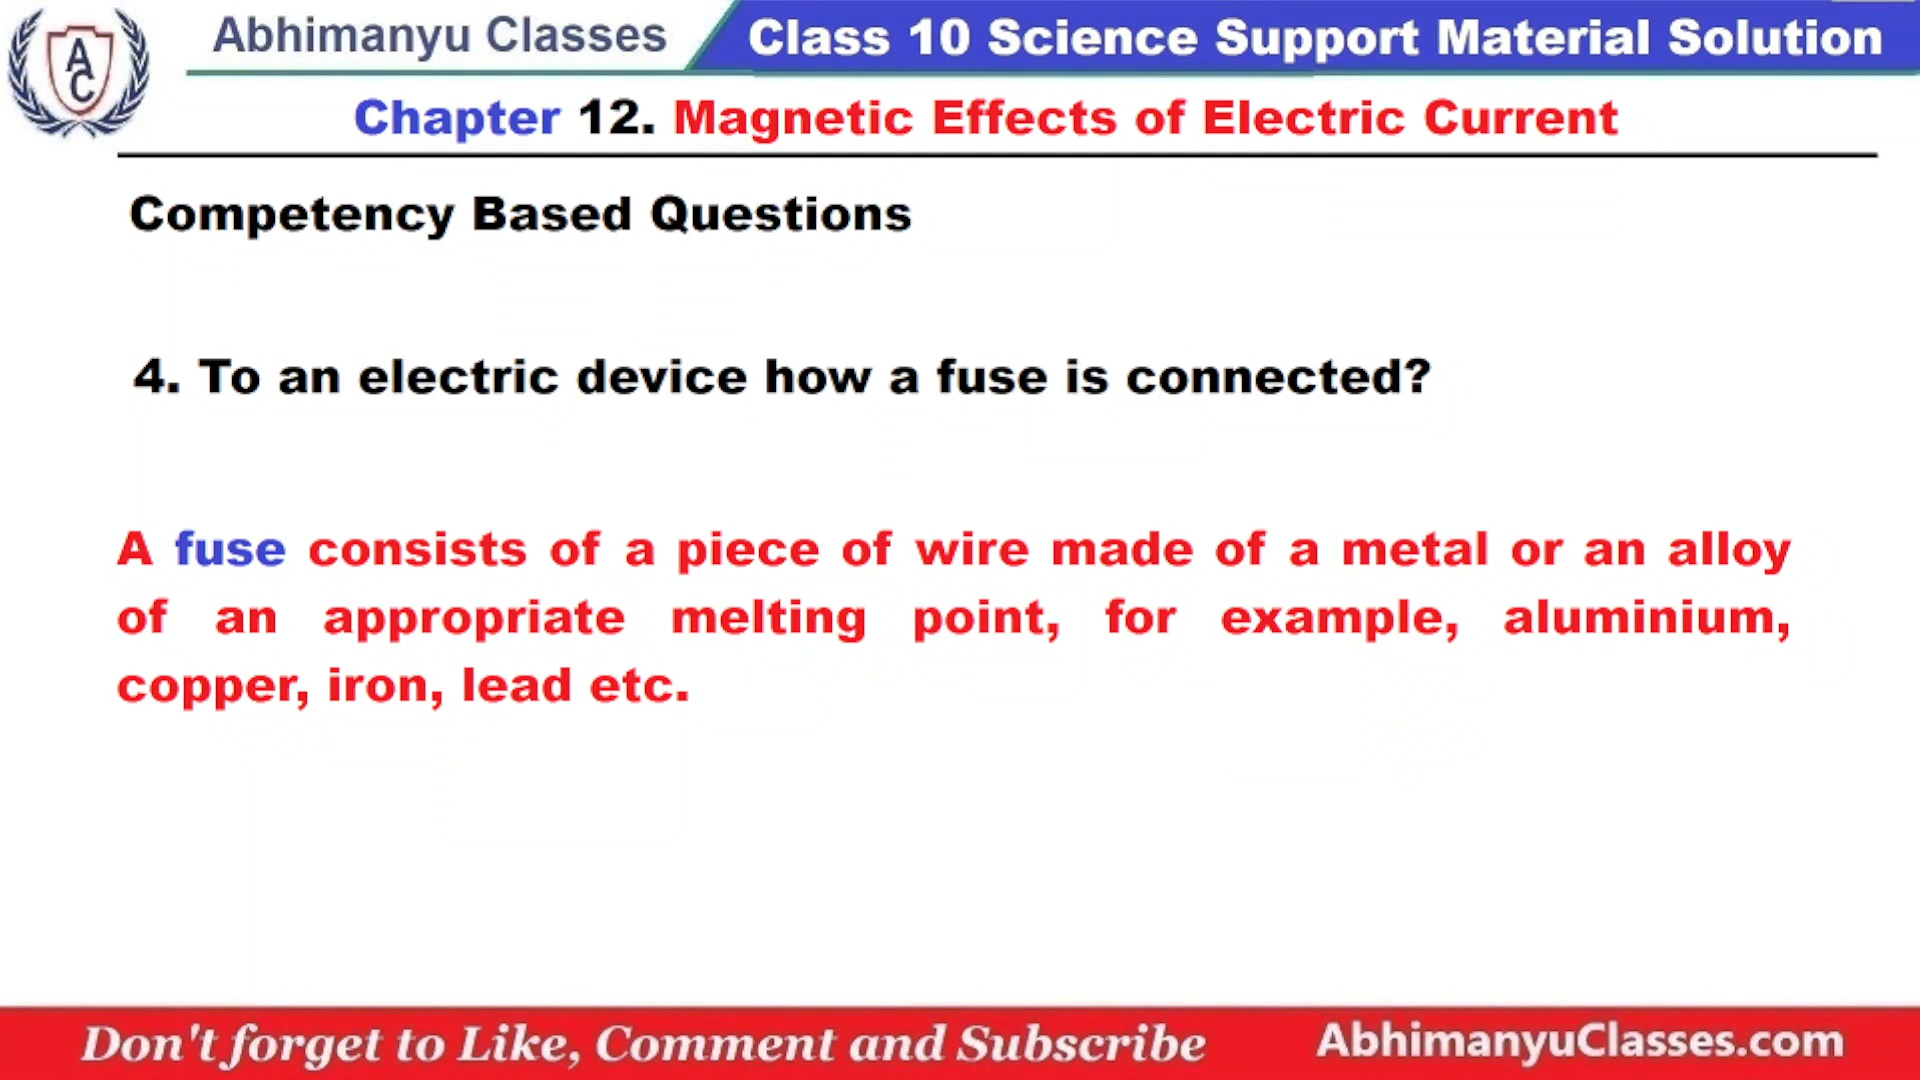 A
C
Abhimanyu Classes
Class 10 Science Support Material Solution
Chapter 12. Magnetic Effects of Electric Current
Competency Based Questions
4. To an electric device how a fuse is connected?
A fuse consists of a piece of wire made of a metal or an alloy
of an appropriate melting point, for example, aluminium,
copper, iron, lead etc.
Don't forget to Like, Comment and Subscribe
AbhimanyuClasses.com